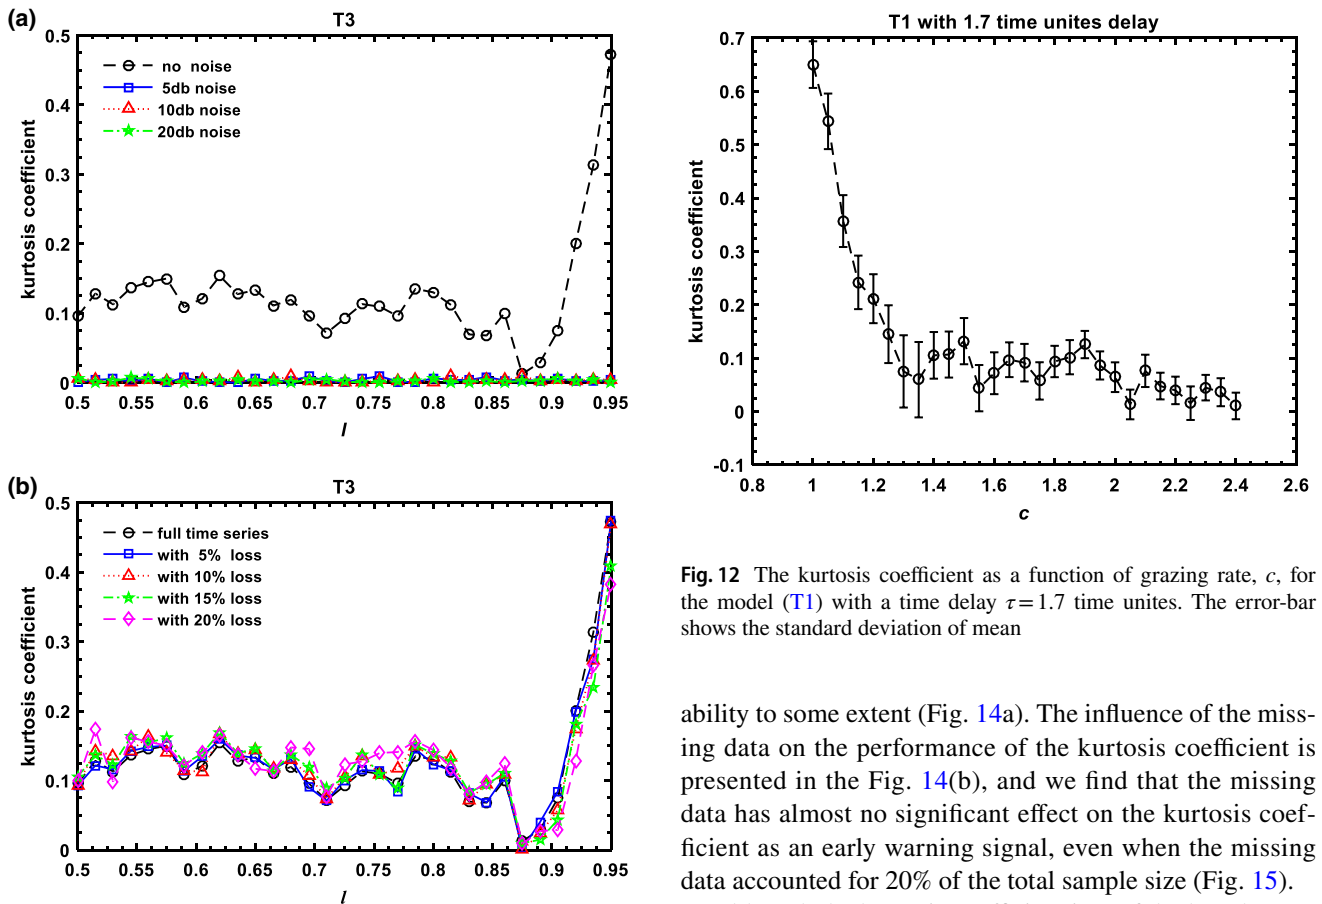 (a)
T3
0.5
0.4
0.3
0.2
0.1
0
kurtosis coefficient
no noise
5db noise
10db noise
20db noise
0.5 0.55 0.6 0.65 0.7 0.75 0.8 0.85 0.9 0.95
l
(b)
T3
0.5
0.4
0.3
0.2
0.1
0
kurtosis coefficient
full time series
with 5% loss
with 10% loss
with 15% loss
with 20% loss
0.5 0.55 0.6 0.65 0.7 0.75 0.8 0.85 0.9 0.95
l
T1 with 1.7 time unites delay
0.7
0.6
0.5
0.4
0.3
0.2
0.1
0
-0.1
kurtosis coefficient
0.8 1 1.2 1.4 1.6 1.8 2 2.2 2.4 2.6
c
Fig. 12 The kurtosis coefficient as a function of grazing rate, c, for
the model (T1) with a time delay τ = 1.7 time unites. The error-bar
shows the standard deviation of mean
ability to some extent (Fig. 14a). The influence of the miss-
ing data on the performance of the kurtosis coefficient is
presented in the Fig. 14(b), and we find that the missing
data has almost no significant effect on the kurtosis coef-
ficient as an early warning signal, even when the missing
data accounted for 20% of the total sample size (Fig. 15).